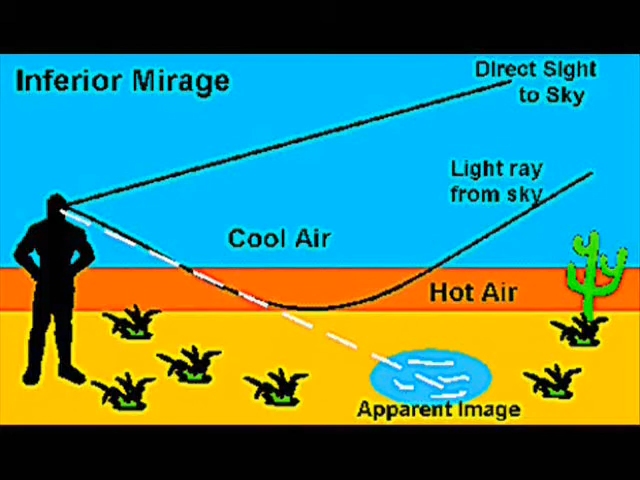 Inferior Mirage
Direct Sight
to Sky
Light ray
from sky
Cool Air
Hot Air
Apparent Image